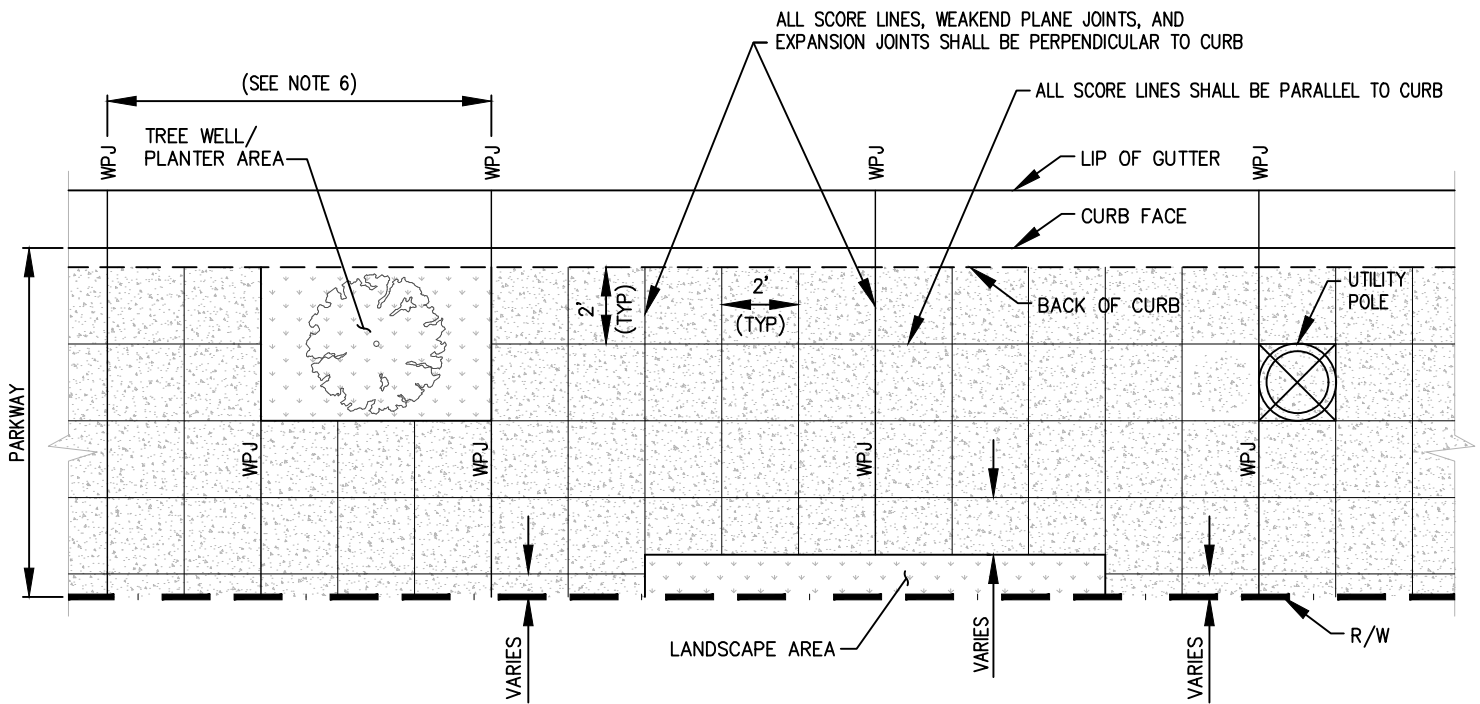 ALL SCORE LINES, WEAKEND PLANE JOINTS, AND
EXPANSION JOINTS SHALL BE PERPENDICULAR TO CURB
(SEE NOTE 6)
ALL SCORE LINES SHALL BE PARALLEL TO CURB
TREE WELL/
PLANTER AREA
WPJ
WPJ
WPJ
WPJ
LIP OF GUTTER
CURB FACE
2'
(TYP)
2'
(TYP)
BACK OF CURB
UTILITY
POLE
PARKWAY
WPJ
WPJ
WPJ
WPJ
LANDSCAPE AREA
R/W
VARIES
VARIES
VARIES